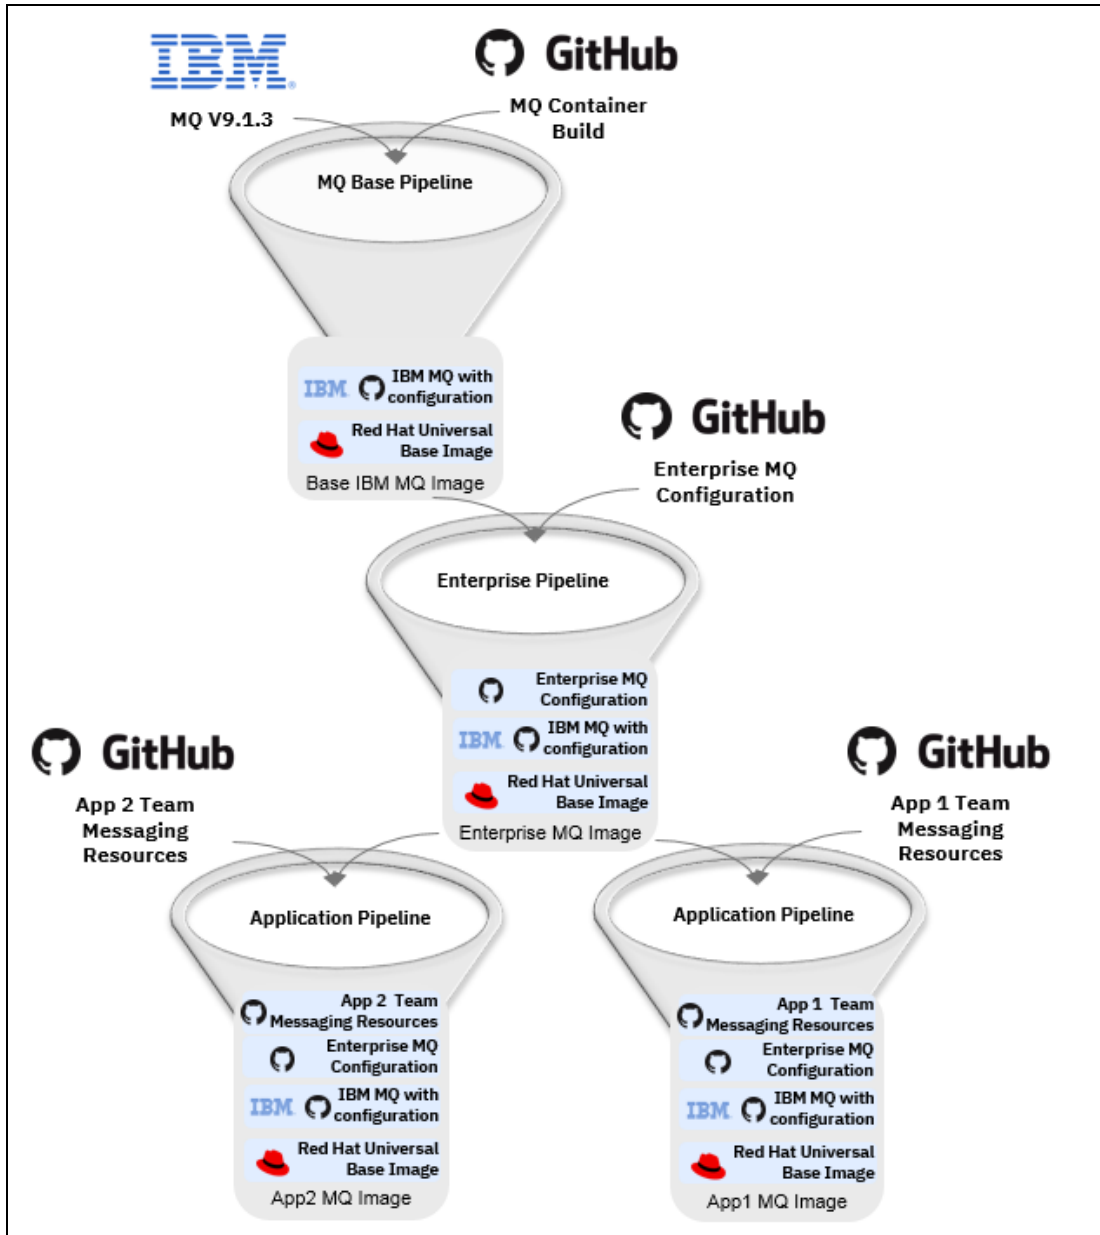 IBM
GitHub
MQ V9.1.3
MQ Container
Build
MQ Base Pipeline
IBM
IBM MQ with
configuration
Red Hat Universal
Base Image
Base IBM MQ Image
GitHub
Enterprise MQ
Configuration
Enterprise Pipeline
Enterprise MQ
Configuration
IBM
IBM MQ with
configuration
Red Hat Universal
Base Image
Enterprise MQ Image
GitHub
App 2 Team
Messaging
Resources
GitHub
App 1 Team
Messaging
Resources
Application Pipeline
App 2 Team
Messaging Resources
Enterprise MQ
Configuration
IBM
IBM MQ with
configuration
Red Hat Universal
Base Image
App2 MQ Image
Application Pipeline
App 1 Team
Messaging Resources
Enterprise MQ
Configuration
IBM
IBM MQ with
configuration
Red Hat Universal
Base Image
App1 MQ Image